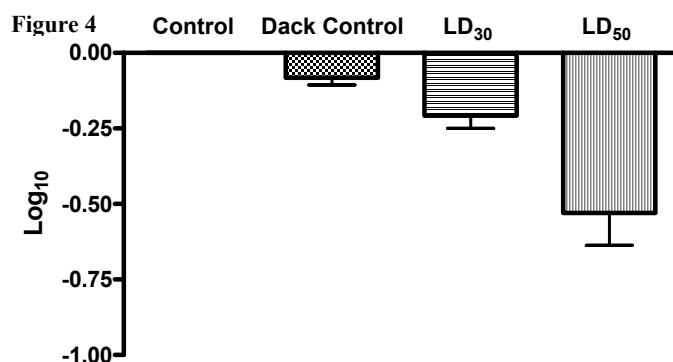 Figure 4
Control Dack Control LD₃₀ LD₅₀
0.00
-0.25
-0.50
-0.75
-1.00
Log₁₀